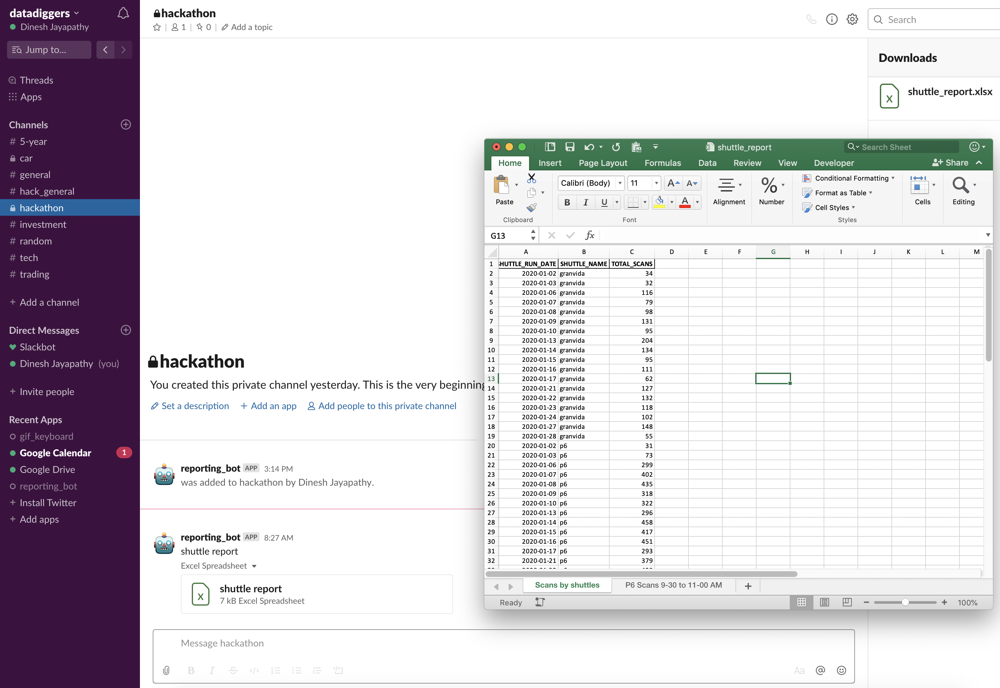 datadiggers
Dinesh Jayapathy
Jump to...
Threads
Apps
Channels
# 5-year
car
# general
# hack_general
hackathon
# investment
# random
# tech
# trading
+ Add a channel
Direct Messages
Slackbot
Dinesh Jayapathy (you)
+ Invite people
Recent Apps
gif_keyboard
Google Calendar 1
Google Drive
reporting_bot
+ Install Twitter
+ Add apps
hackathon
1 | 0 | Add a topic
Search
Downloads
shuttle_report.xlsx
X
hackathon
You created this private channel yesterday. This is the very beginning
Set a description + Add an app Add people to this private channel
reporting_bot APP 3:14 PM
was added to hackathon by Dinesh Jayapathy.
reporting_bot APP 8:27 AM
shuttle report
Excel Spreadsheet
X
shuttle report
7 kB Excel Spreadsheet
Message hackathon
B I S </> Aa @
shuttle_report
Search Sheet
Home Insert Page Layout Formulas Data Review View Developer Share
Paste
Clipboard
Calibri (Body) 11 A A
B I U A
Font
Alignment
%
Number
Conditional Formatting
Format as Table
Cell Styles
Styles
Cells
Editing
G13 fx
A B C D E F G H I J K L M
1 HUTTLE_RUN_DATE SHUTTLE_NAME TOTAL_SCANS
2 2020-01-02 granvida 34
3 2020-01-03 granvida 32
4 2020-01-06 granvida 116
5 2020-01-07 granvida 79
6 2020-01-08 granvida 98
7 2020-01-09 granvida 131
8 2020-01-10 granvida 95
9 2020-01-13 granvida 204
10 2020-01-14 granvida 134
11 2020-01-15 granvida 95
12 2020-01-16 granvida 111
13 2020-01-17 granvida 62
14 2020-01-21 granvida 127
15 2020-01-22 granvida 132
16 2020-01-23 granvida 118
17 2020-01-24 granvida 102
18 2020-01-27 granvida 148
19 2020-01-28 granvida 55
20 2020-01-02 p6 31
21 2020-01-03 p6 73
22 2020-01-06 p6 299
23 2020-01-07 p6 402
24 2020-01-08 p6 435
25 2020-01-09 p6 318
26 2020-01-10 p6 322
27 2020-01-13 p6 296
28 2020-01-14 p6 458
29 2020-01-15 p6 417
30 2020-01-16 p6 451
31 2020-01-17 p6 293
32 2020-01-21 p6 379
Scans by shuttles P6 Scans 9-30 to 11-00 AM +
Ready 100%